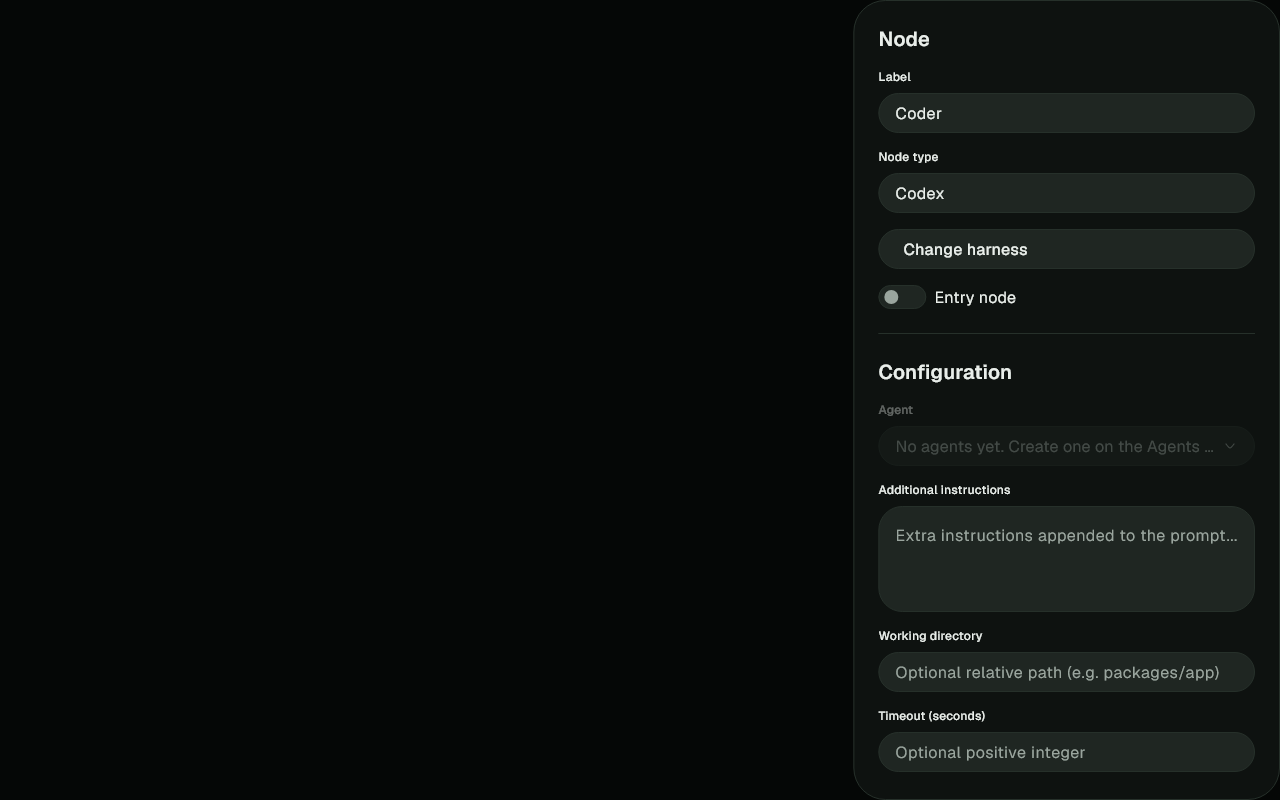 Node
Label
Coder
Node type
Codex
Change harness
Entry node
Configuration
Agent
No agents yet. Create one on the Agents ...
Additional instructions
Extra instructions appended to the prompt...
Working directory
Optional relative path (e.g. packages/app)
Timeout (seconds)
Optional positive integer